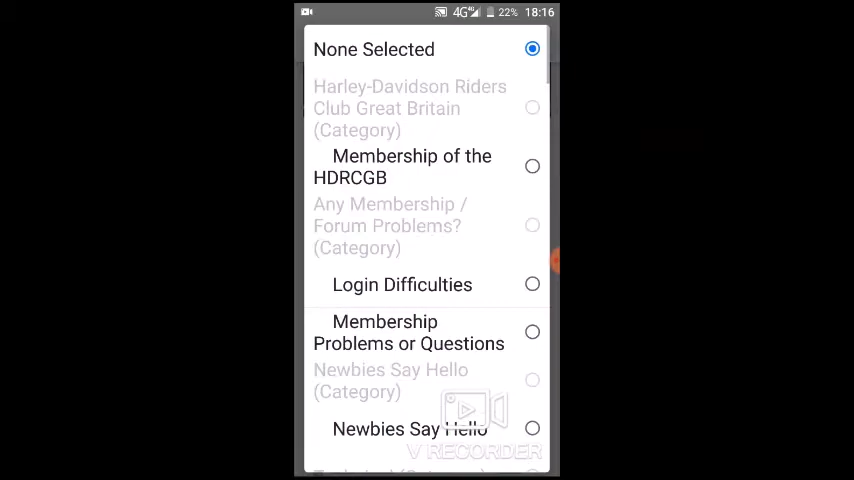 4G 4G 22% 18:16
None Selected
Harley-Davidson Riders
Club Great Britain
(Category)
Membership of the
HDRCGB
Any Membership /
Forum Problems?
(Category)
Login Difficulties
Membership
Problems or Questions
Newbies Say Hello
(Category)
Newbies Say Hello
V RECORDER